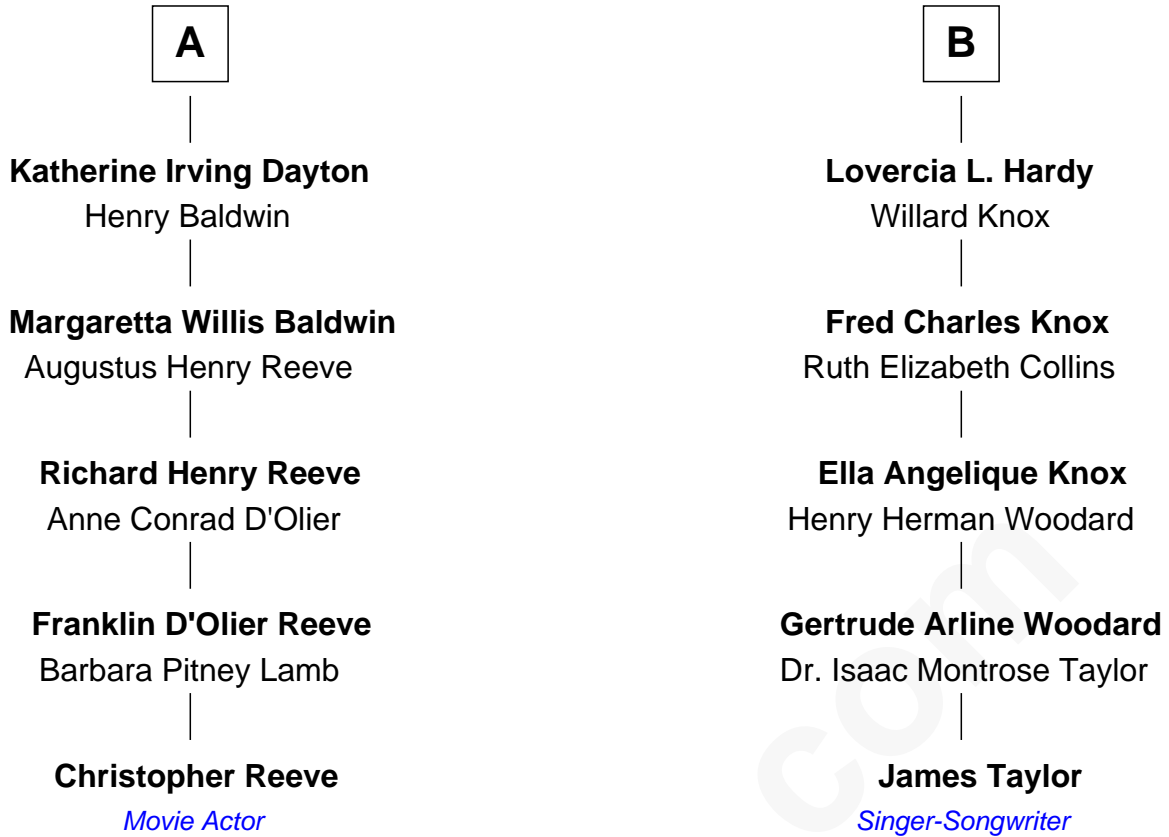 A
Katherine Irving Dayton
Henry Baldwin
Margaretta Willis Baldwin
Augustus Henry Reeve
Richard Henry Reeve
Anne Conrad D'Olier
Franklin D'Olier Reeve
Barbara Pitney Lamb
Christopher Reeve
Movie Actor
B
Lovercia L. Hardy
Willard Knox
Fred Charles Knox
Ruth Elizabeth Collins
Ella Angelique Knox
Henry Herman Woodard
Gertrude Arline Woodard
Dr. Isaac Montrose Taylor
James Taylor
Singer-Songwriter
com